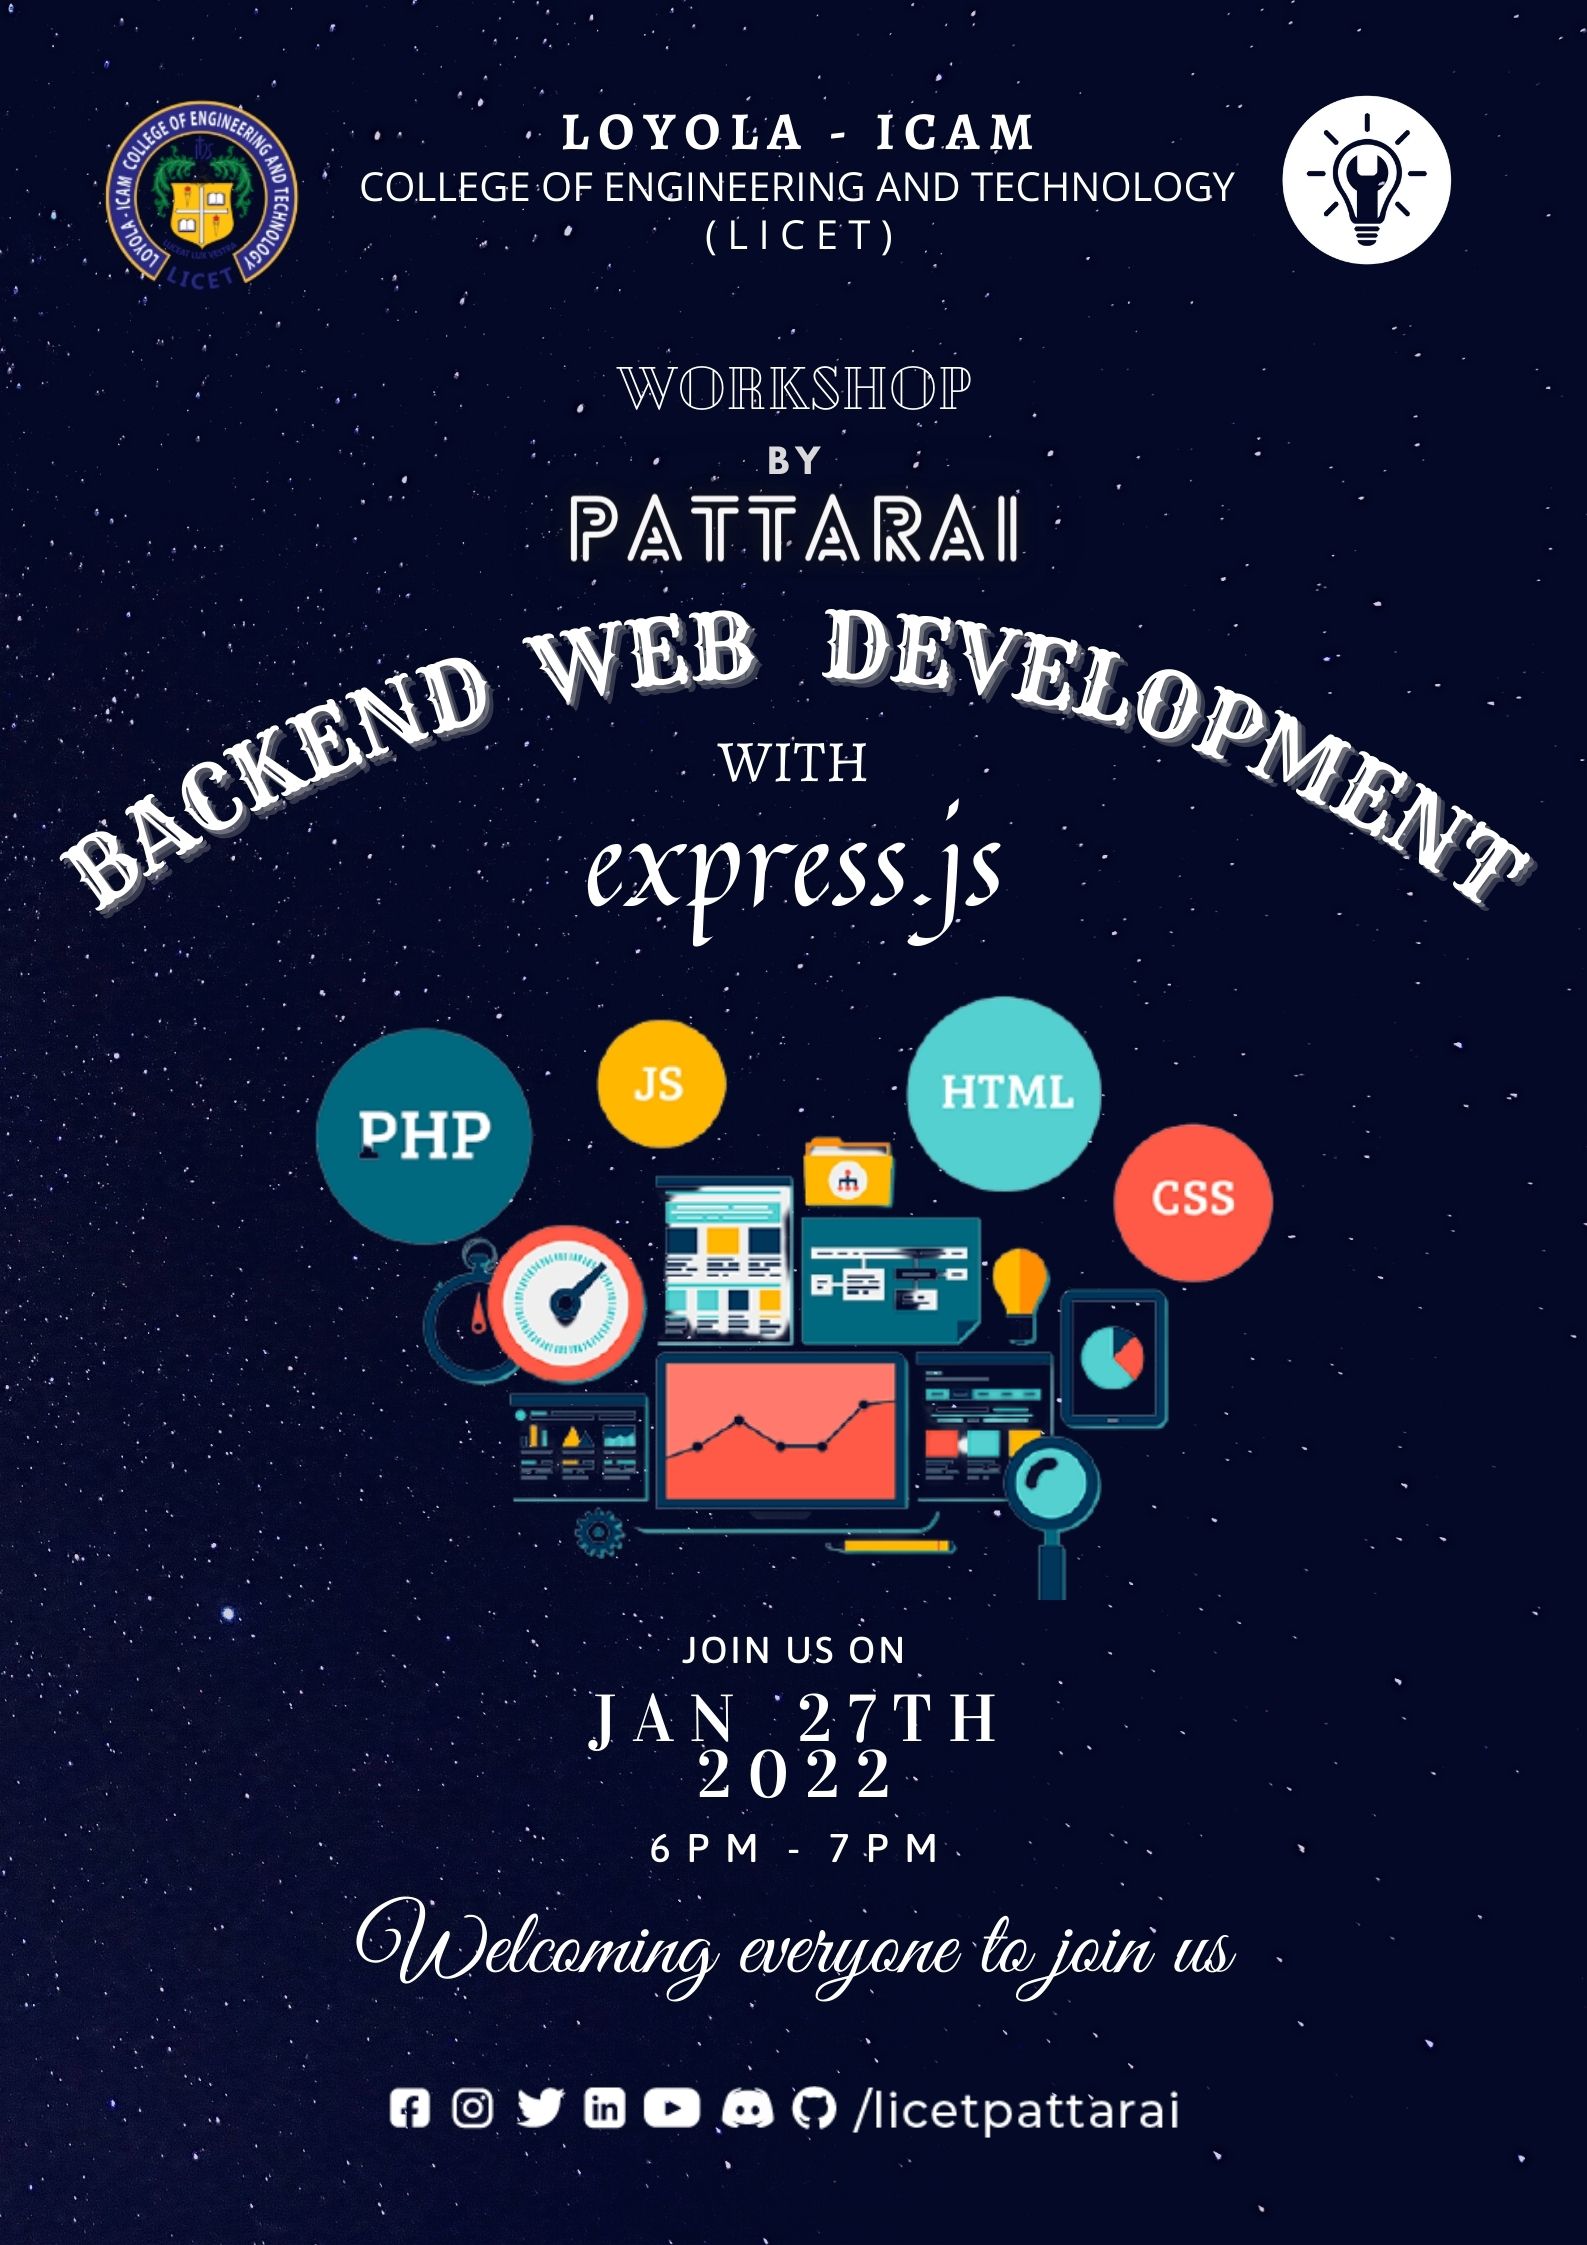 LOYOLA - ICAM COLLEGE OF ENGINEERING AND TECHNOLOGY
LICET
LOYOLA - ICAM
COLLEGE OF ENGINEERING AND TECHNOLOGY
(LICET)
WORKSHOP
BY
PATTARAI
BACKEND WEB DEVELOPMENT
WITH
express.js
PHP
JS
HTML
CSS
JOIN US ON
JAN 27TH
2022
6PM - 7PM
Welcoming everyone to join us
/licetpattarai